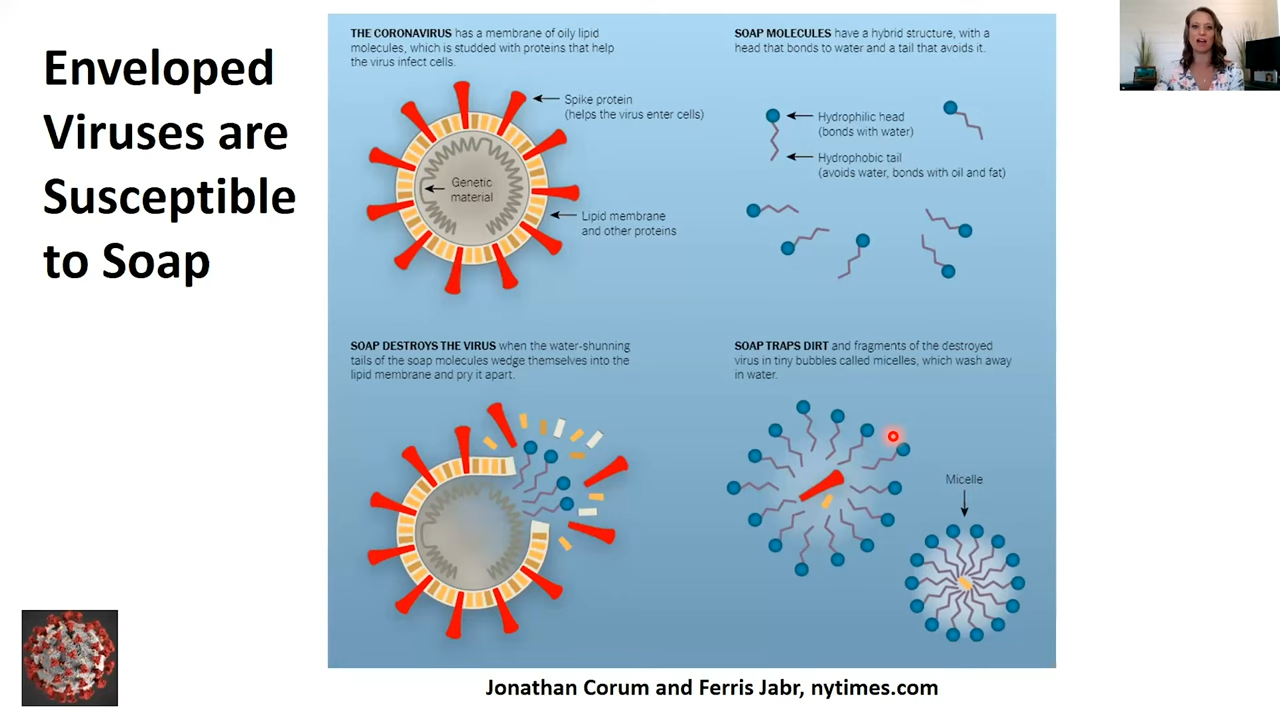 Enveloped
Viruses are
Susceptible
to Soap
THE CORONAVIRUS has a membrane of oily lipid
molecules, which is studded with proteins that help
the virus infect cells.
Spike protein
(helps the virus enter cells)
Genetic
material
Lipid membrane
and other proteins
SOAP MOLECULES have a hybrid structure, with a
head that bonds to water and a tail that avoids it.
Hydrophilic head
(bonds with water)
Hydrophobic tail
(avoids water, bonds with oil and fat)
SOAP DESTROYS THE VIRUS when the water-shunning
tails of the soap molecules wedge themselves into the
lipid membrane and pry it apart.
SOAP TRAPS DIRT and fragments of the destroyed
virus in tiny bubbles called micelles, which wash away
in water.
Micelle
Jonathan Corum and Ferris Jabr, nytimes.com